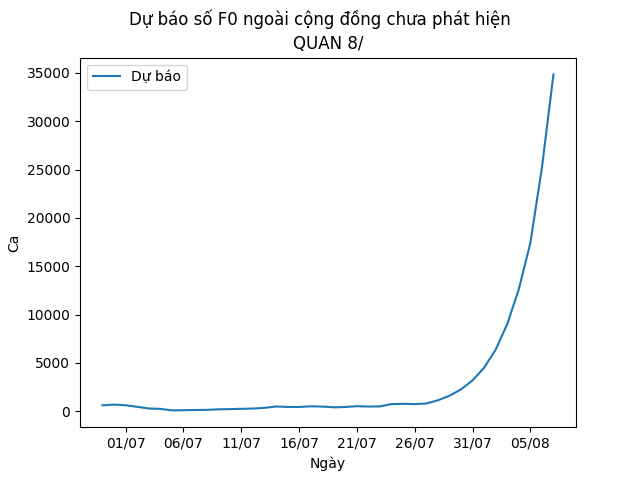 Dự báo số F0 ngoài cộng đồng chưa phát hiện
QUAN 8/
Dự báo
35000
30000
25000
20000
15000
10000
5000
0
Ca
01/07 06/07 11/07 16/07 21/07 26/07 31/07 05/08
Ngày